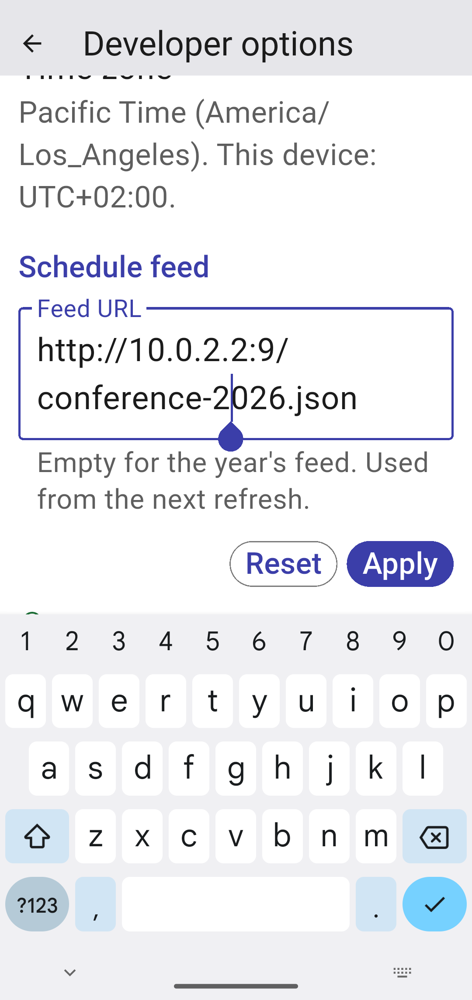 Developer options
Time zone
Pacific Time (America/
Los_Angeles). This device:
UTC+02:00.
Schedule feed
Feed URL
http://10.0.2.2:9/
conference-2026.json
Empty for the year's feed. Used
from the next refresh.
Reset
Apply
1 2 3 4 5 6 7 8 9 0
q w e r t y u i o p
a s d f g h j k l
z x c v b n m
?123 , .